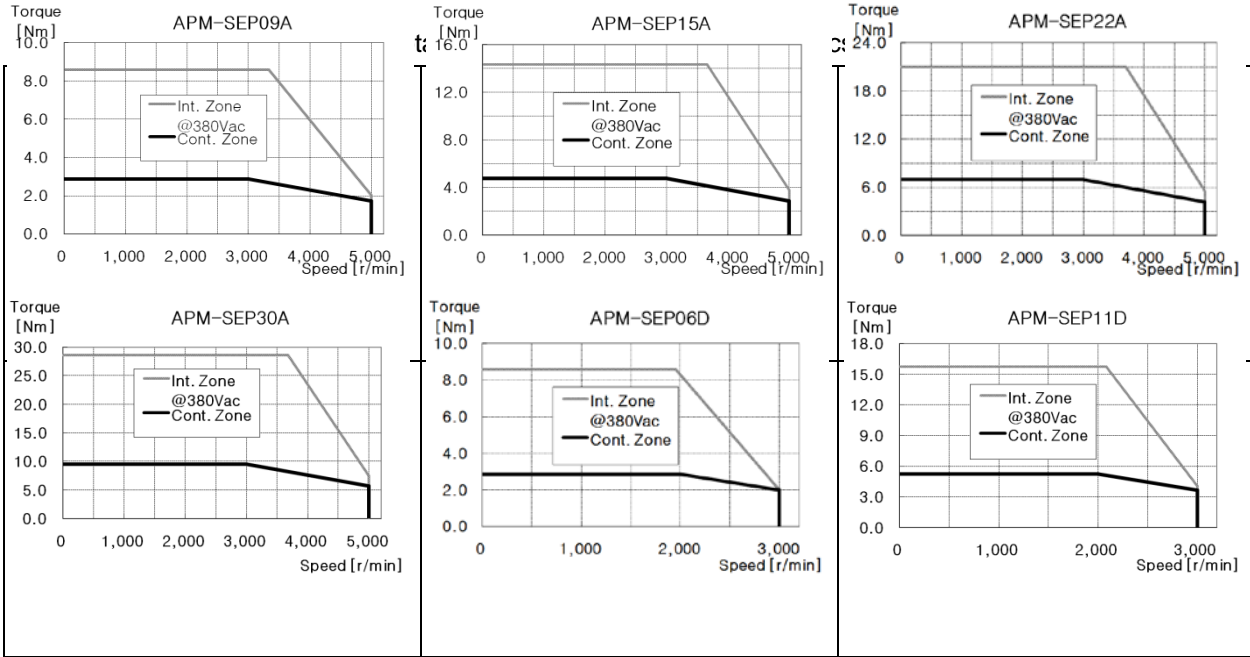 Torque
[Nm]
APM-SEP09A
10.0
8.0
6.0
4.0
2.0
0.0
Int. Zone
@380Vac
Cont. Zone
0 1,000 2,000 3,000 4,000 5,000
Speed [r/min]
Torque
[Nm]
APM-SEP15A
16.0
12.0
8.0
4.0
0.0
Int. Zone
@380Vac
Cont. Zone
0 1,000 2,000 3,000 4,000 5,000
Speed [r/min]
Torque
[Nm]
APM-SEP22A
24.0
18.0
12.0
6.0
0.0
Int. Zone
@380Vac
Cont. Zone
0 1,000 2,000 3,000 4,000 5,000
Speed [r/min]
Torque
[Nm]
APM-SEP30A
30.0
25.0
20.0
15.0
10.0
5.0
0.0
Int. Zone
@380Vac
Cont. Zone
0 1,000 2,000 3,000 4,000 5,000
Speed [r/min]
Torque
[Nm]
APM-SEP06D
10.0
8.0
6.0
4.0
2.0
0.0
Int. Zone
@380Vac
Cont. Zone
0 1,000 2,000 3,000
Speed [r/min]
Torque
[Nm]
APM-SEP11D
18.0
15.0
12.0
9.0
6.0
3.0
0.0
Int. Zone
@380Vac
Cont. Zone
0 1,000 2,000 3,000
Speed [r/min]